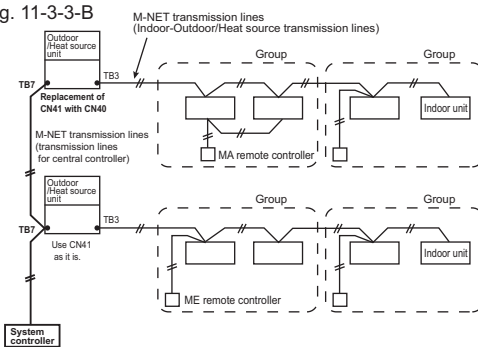 g. 11-3-3-B
M-NET transmission lines
(Indoor-Outdoor/Heat source transmission lines)
Outdoor
/Heat source
unit
TB3
TB7
Group
Group
Replacement of
CN41 with CN40
Indoor unit
MA remote controller
M-NET transmission lines
(transmission lines
for central controller)
Outdoor
/Heat source
unit
TB3
TB7
Group
Group
Use CN41
as it is.
Indoor unit
ME remote controller
System
controller